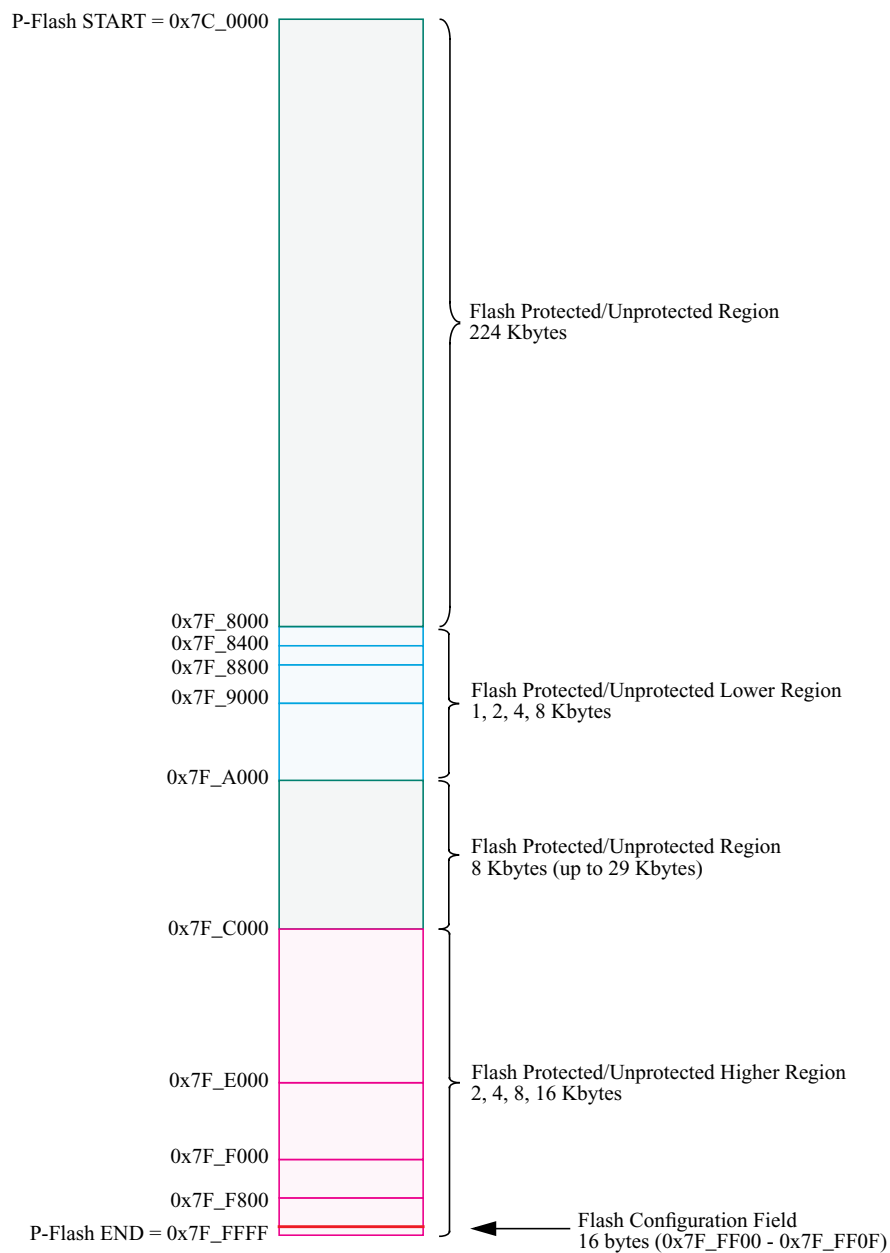 P-Flash START = 0x7C_0000
Flash Protected/Unprotected Region
224 Kbytes
0x7F_8000
0x7F_8400
0x7F_8800
0x7F_9000
Flash Protected/Unprotected Lower Region
1, 2, 4, 8 Kbytes
0x7F_A000
Flash Protected/Unprotected Region
8 Kbytes (up to 29 Kbytes)
0x7F_C000
0x7F_E000
Flash Protected/Unprotected Higher Region
2, 4, 8, 16 Kbytes
0x7F_F000
0x7F_F800
P-Flash END = 0x7F_FFFF
Flash Configuration Field
16 bytes (0x7F_FF00 - 0x7F_FF0F)